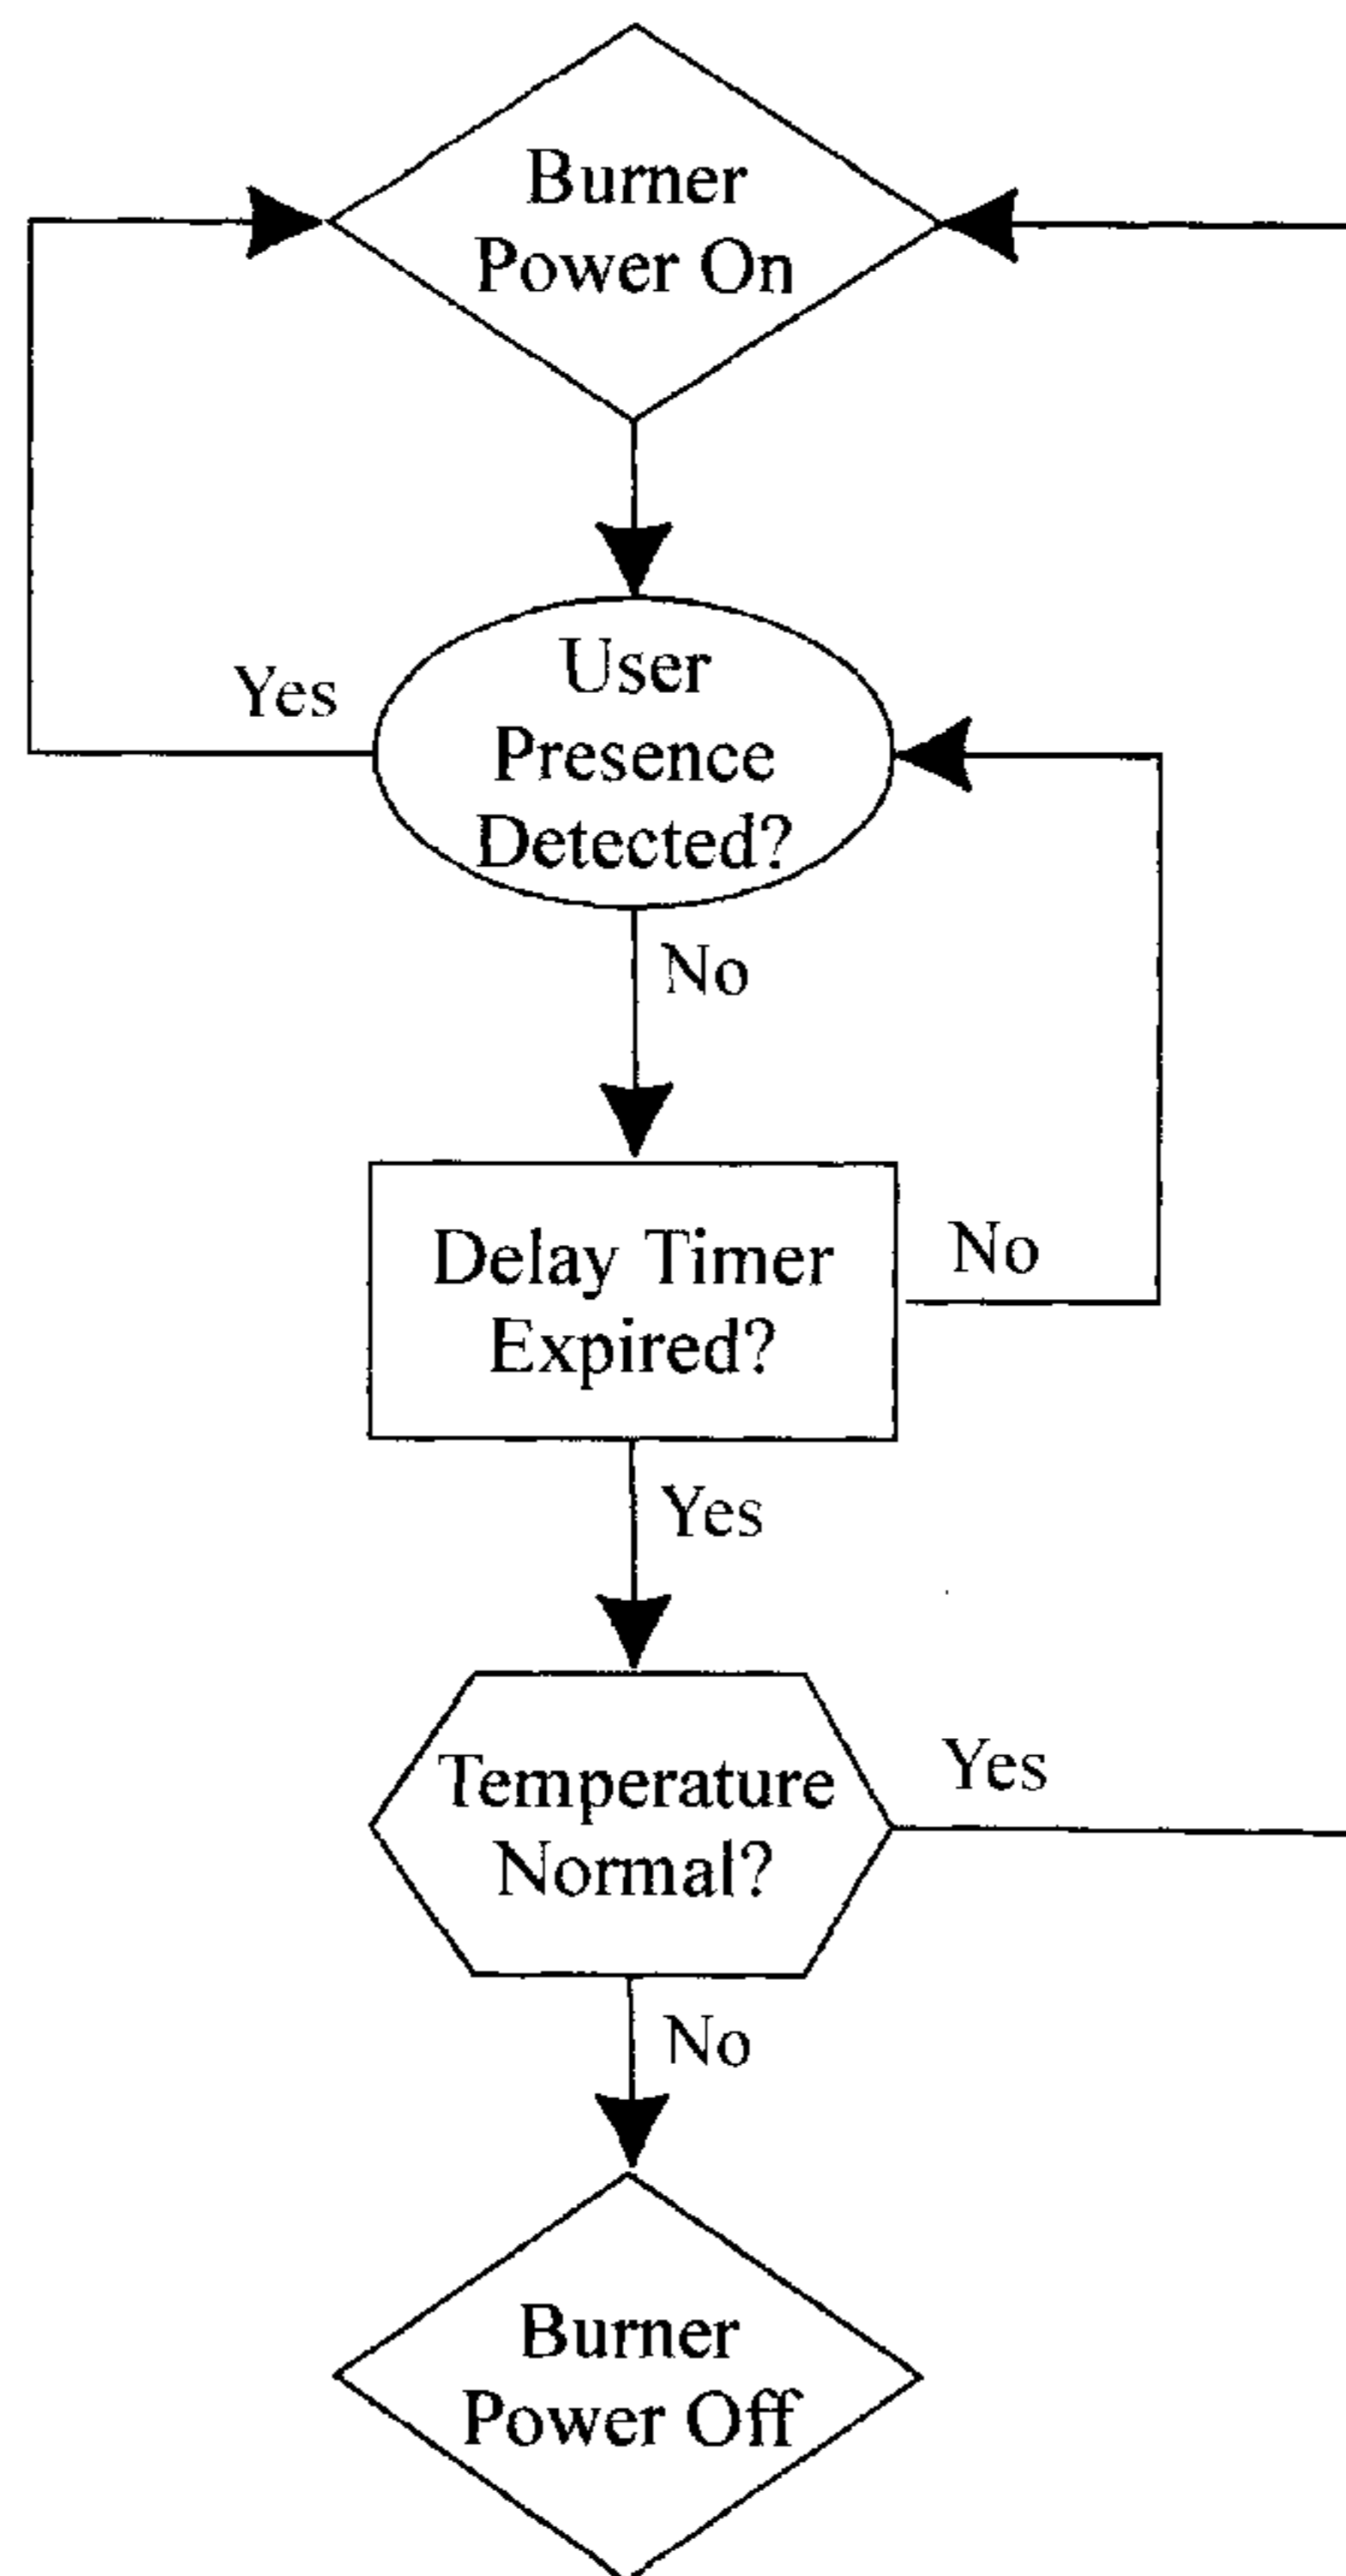 Burner
Power On
User
Presence
Detected?
Yes
No
Delay Timer
Expired?
No
Yes
Temperature
Normal?
Yes
No
Burner
Power Off